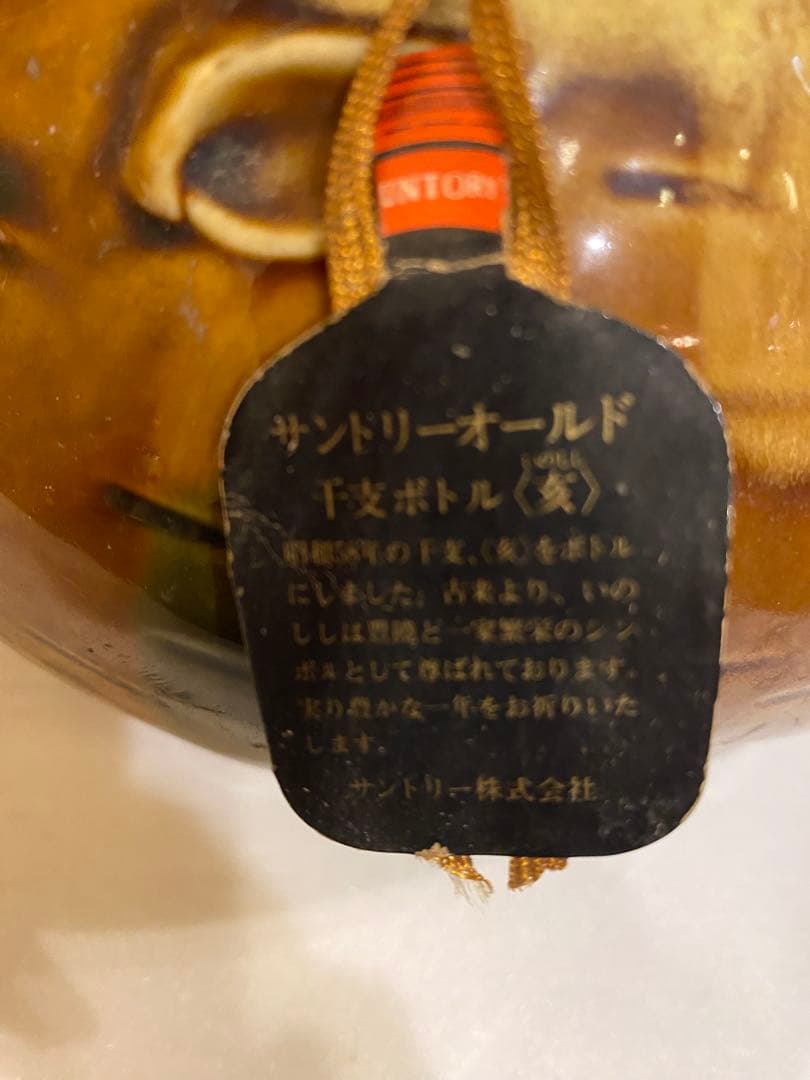 UNTORY
サントリーオールド
いのしし
干支ボトル〈亥〉
昭和58年の干支、〈亥〉をボトル
にしました。古来より、いの
ししは豊饒と一家繁栄のシン
ボルとして尊ばれております。
実り豊かな一年をお祈りいた
します。
サントリー株式会社